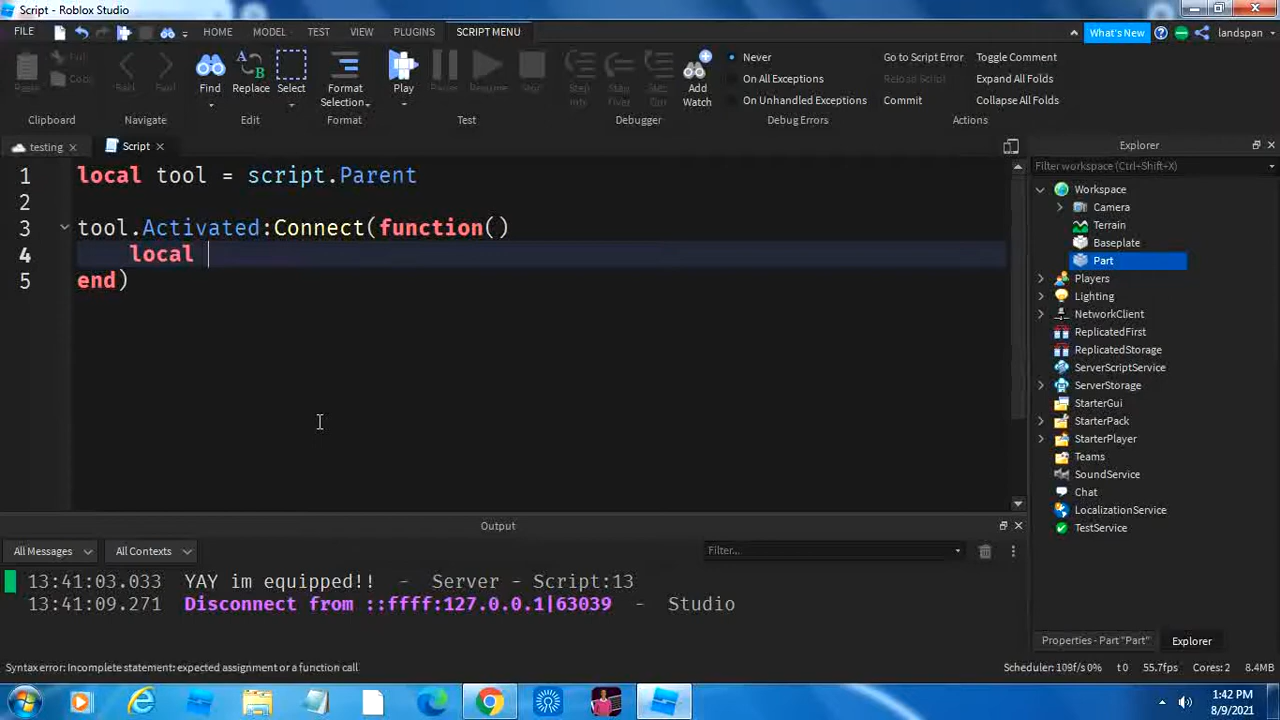 Script - Roblox Studio
FILE HOME MODEL TEST VIEW PLUGINS SCRIPT MENU What's New landspan
Find Replace Select Format Selection Play Add Watch
Never
On All Exceptions
On Unhandled Exceptions
Go to Script Error
Reload Script
Commit
Toggle Comment
Expand All Folds
Collapse All Folds
Clipboard Navigate Edit Format Test Debugger Debug Errors Actions
testing Script
1 local tool = script.Parent
2
3 tool.Activated:Connect(function()
4 local
5 end)
Explorer
Filter workspace (Ctrl+Shift+X)
Workspace
Camera
Terrain
Baseplate
Part
Players
Lighting
NetworkClient
ReplicatedFirst
ReplicatedStorage
ServerScriptService
ServerStorage
StarterGui
StarterPack
StarterPlayer
Teams
SoundService
Chat
LocalizationService
TestService
Output
All Messages All Contexts Filter...
13:41:03.033 YAY im equipped!! - Server - Script:13
13:41:09.271 Disconnect from ::ffff:127.0.0.1|63039 - Studio
Properties - Part "Part" Explorer
Syntax error: Incomplete statement: expected assignment or a function call
Scheduler: 109f/s 0% t 0 55.7fps Cores: 2 8.4MB
1:42 PM
8/9/2021